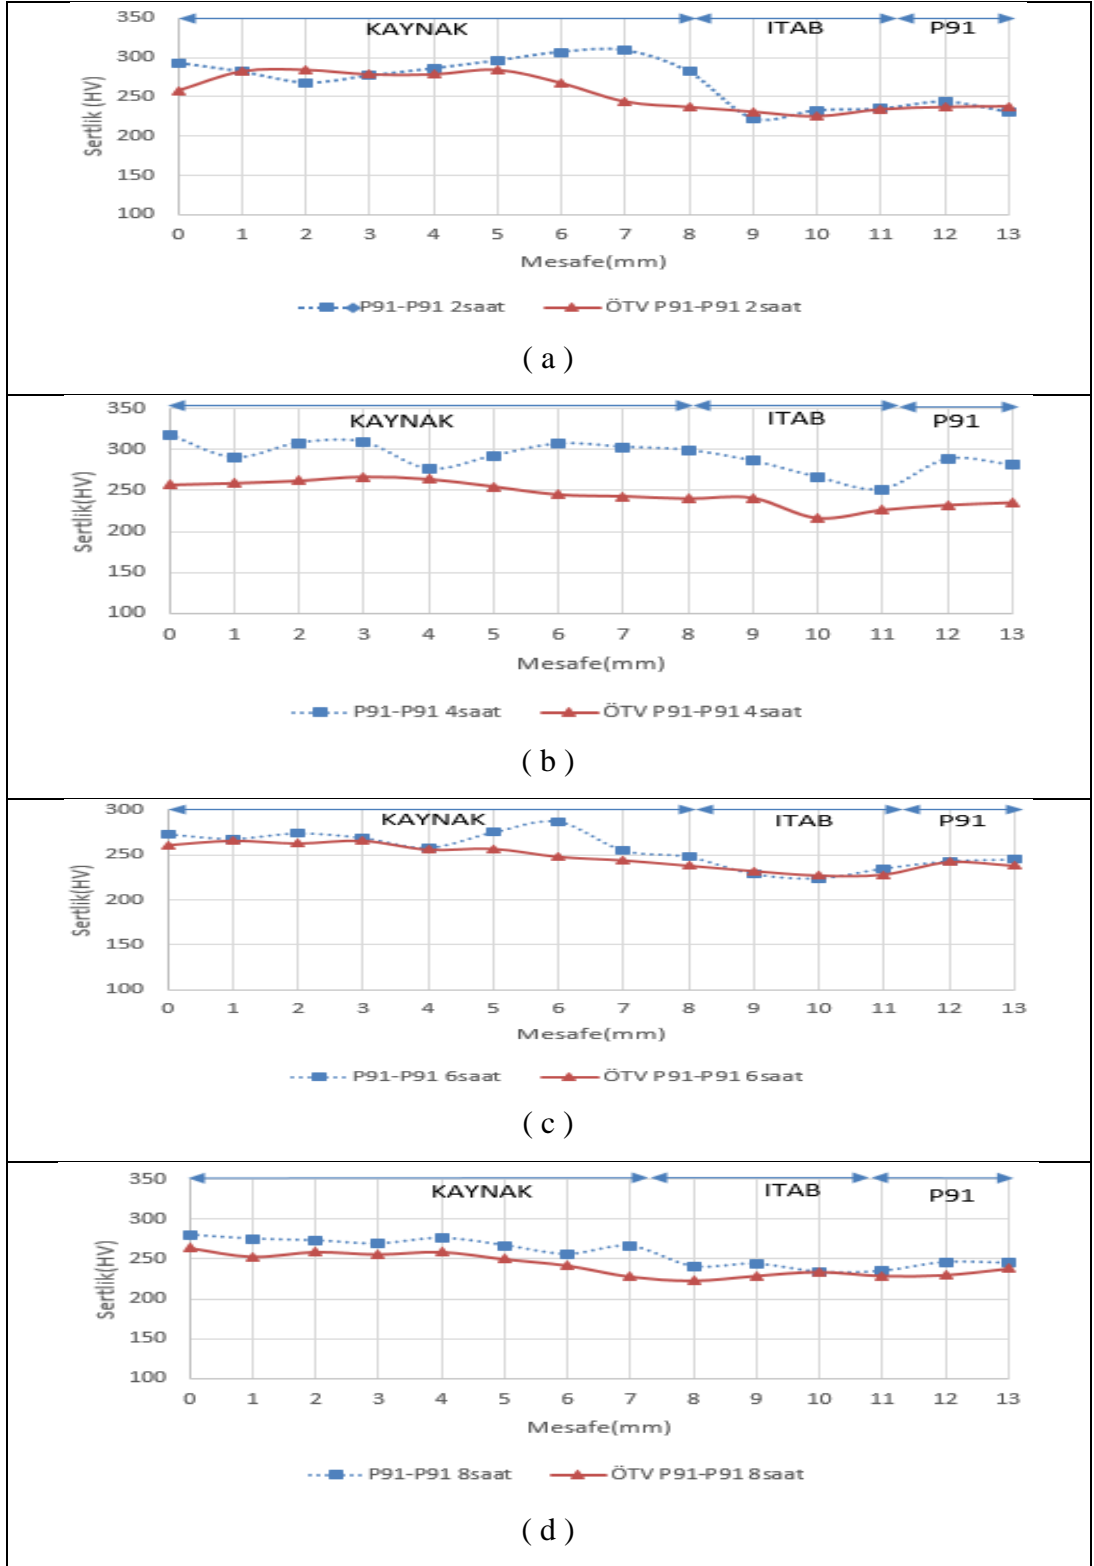 350
KAYNAK ITAB P91
300
250
200
150
100
Sertlik (HV)
0 1 2 3 4 5 6 7 8 9 10 11 12 13
Mesafe(mm)
P91-P91 2saat ÖTV P91-P91 2saat
( a )
350
KAYNAK ITAB P91
300
250
200
150
100
Sertlik(HV)
0 1 2 3 4 5 6 7 8 9 10 11 12 13
Mesafe(mm)
P91-P91 4saat ÖTV P91-P91 4saat
( b )
300
KAYNAK ITAB P91
250
200
150
100
Sertlik(HV)
0 1 2 3 4 5 6 7 8 9 10 11 12 13
Mesafe(mm)
P91-P91 6saat ÖTV P91-P91 6saat
( c )
350
KAYNAK ITAB P91
300
250
200
150
100
Sertlik(HV)
0 1 2 3 4 5 6 7 8 9 10 11 12 13
Mesafe(mm)
P91-P91 8saat ÖTV P91-P91 8saat
( d )